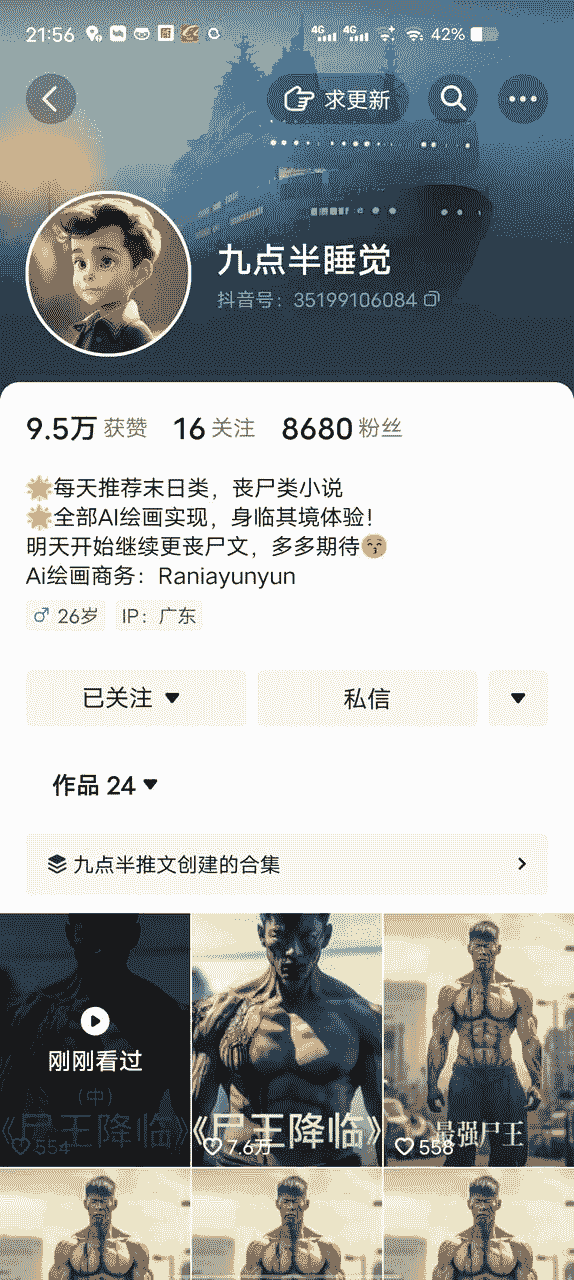 21:56 4G 4G 42%
求更新
九点半睡觉
抖音号：35199106084
9.5万 获赞 16 关注 8680 粉丝
每天推荐末日类，丧尸类小说
全部AI绘画实现，身临其境体验！
明天开始继续更丧尸文，多多期待
Ai绘画商务：Raniayunyun
26岁 IP：广东
已关注 私信
作品 24
九点半推文创建的合集
刚刚看过
（中）
《尸王降临》 《尸王降临》 最强尸王
554 7.6万 558